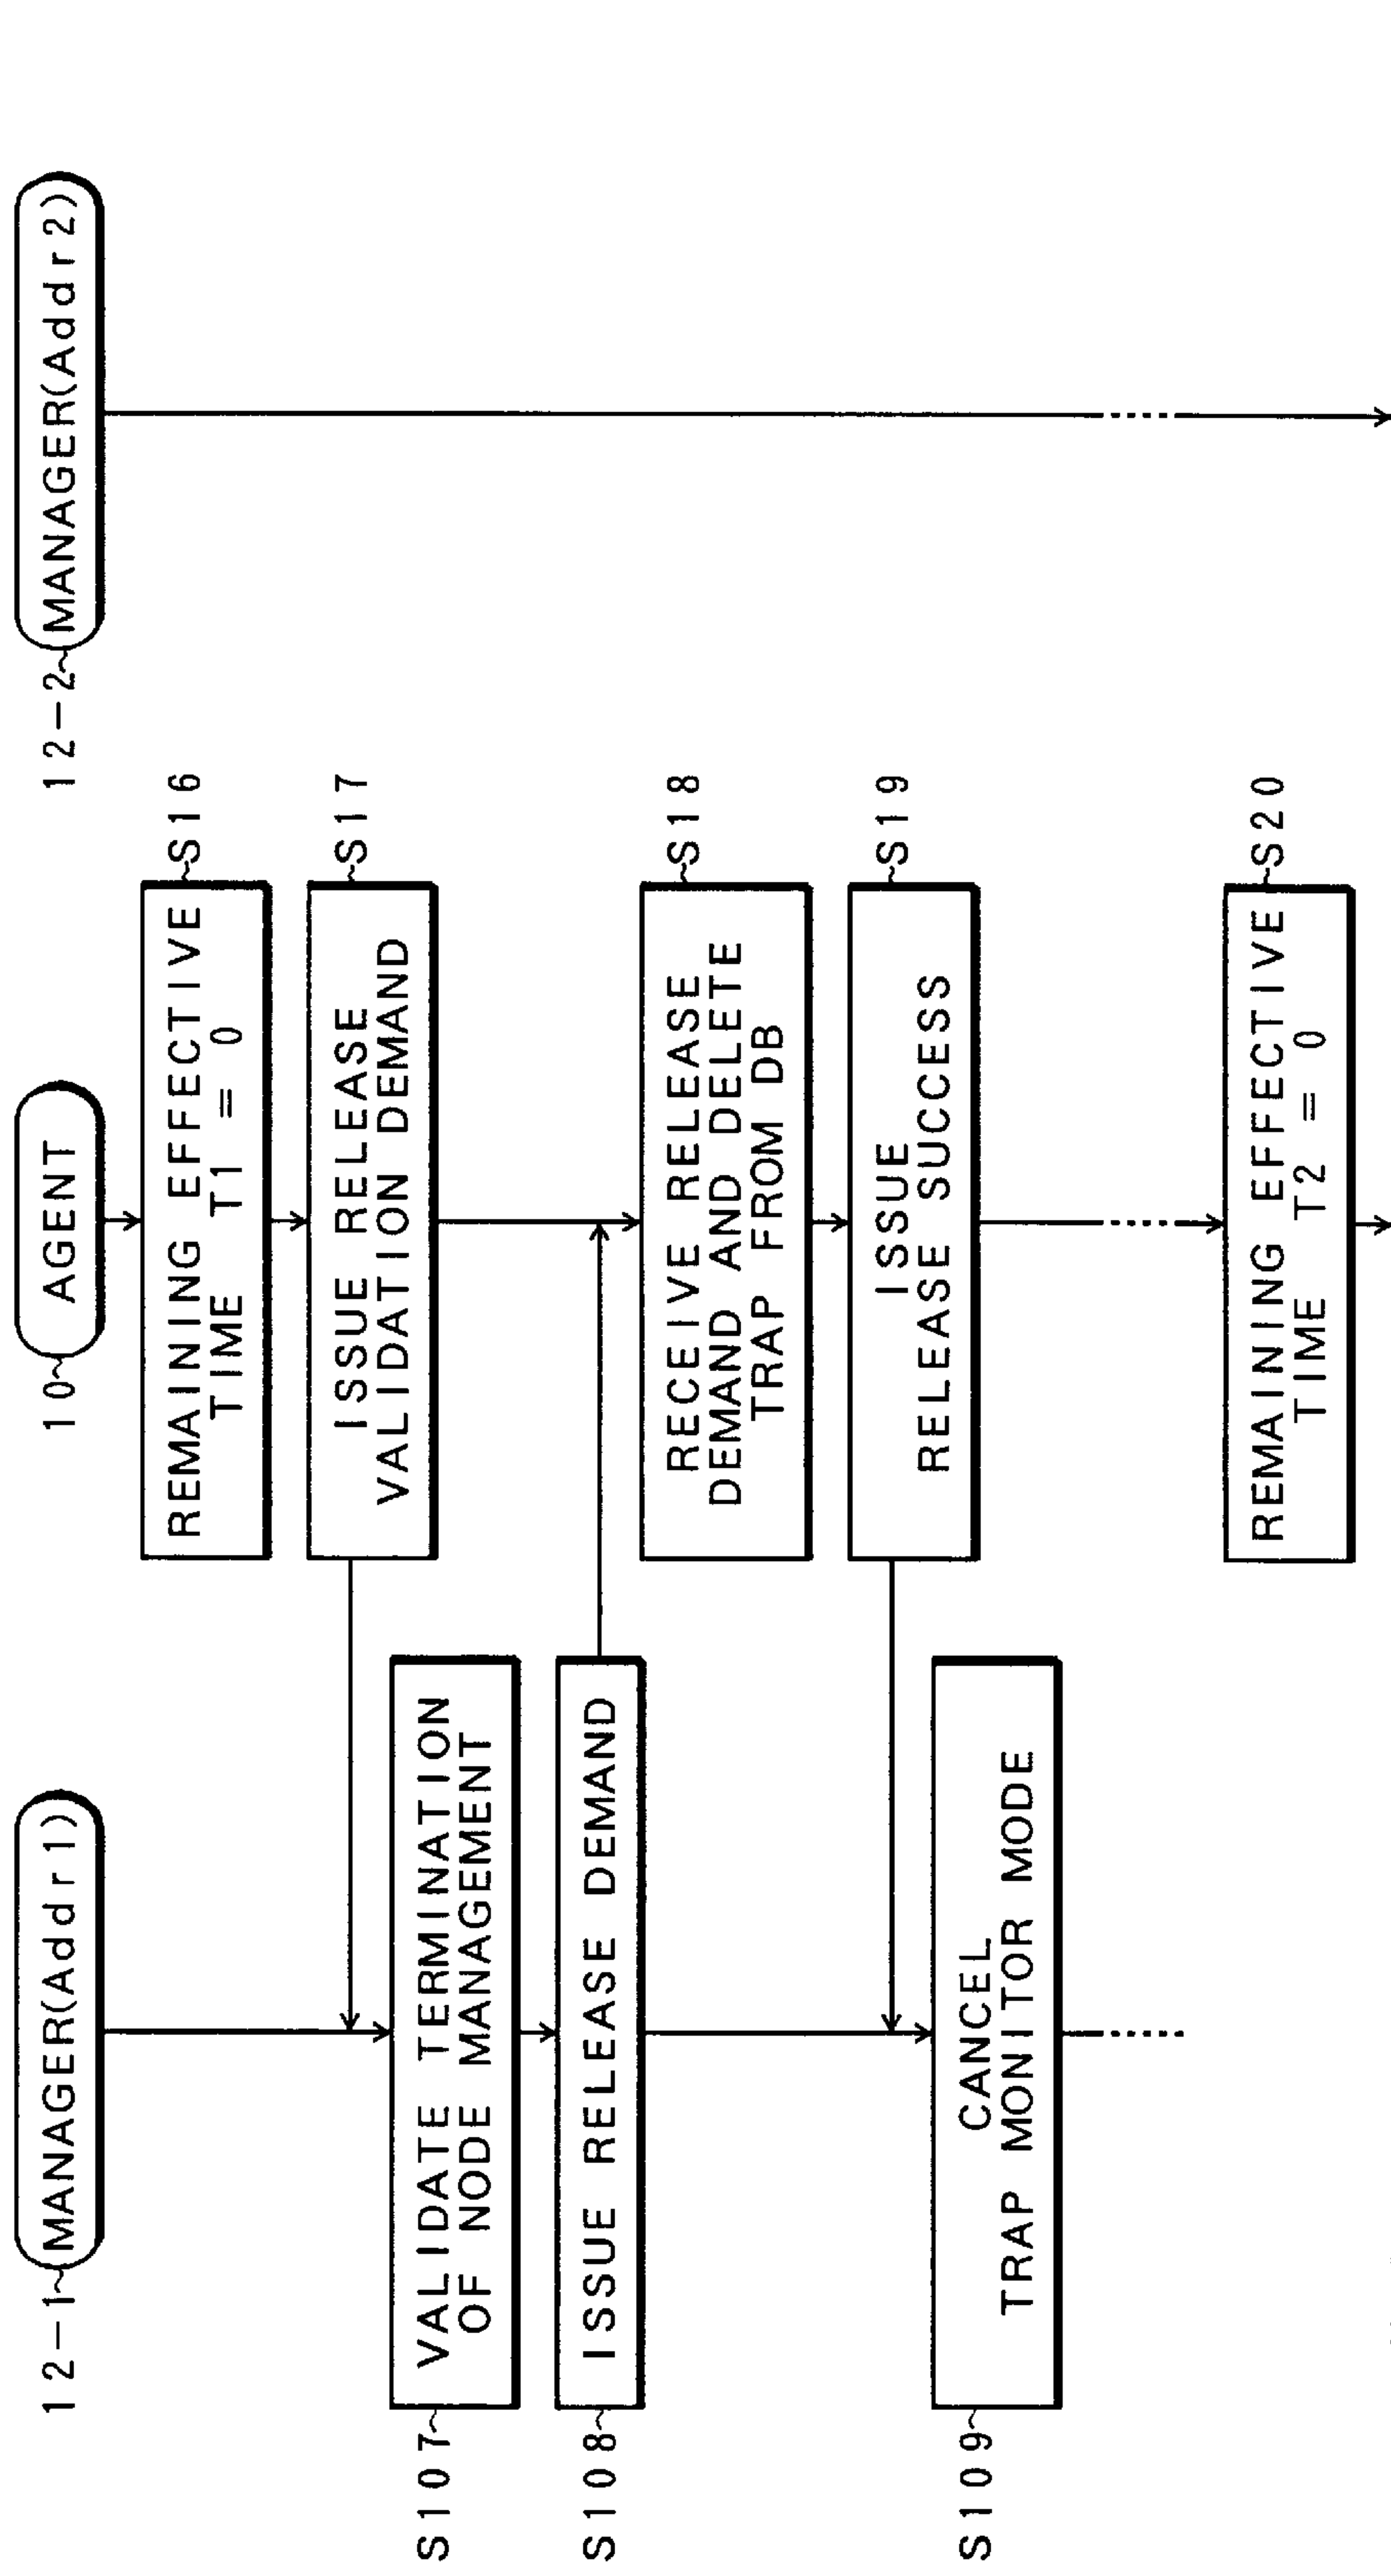 12-1 MANAGER(Addr1)
10 AGENT
12-2 MANAGER(Addr2)
REMAINING EFFECTIVE
TIME T1 = 0
S16
ISSUE RELEASE
VALIDATION DEMAND
S17
S107
VALIDATE TERMINATION
OF NODE MANAGEMENT
S108
ISSUE RELEASE DEMAND
RECEIVE RELEASE
DEMAND AND DELETE
TRAP FROM DB
S18
ISSUE
RELEASE SUCCESS
S19
S109
CANCEL
TRAP MONITOR MODE
REMAINING EFFECTIVE
TIME T2 = 0
S20